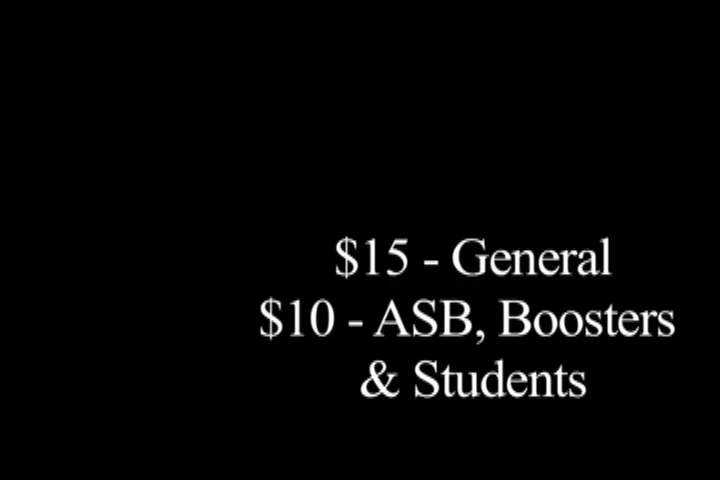 $15 - General
$10 - ASB, Boosters
& Students